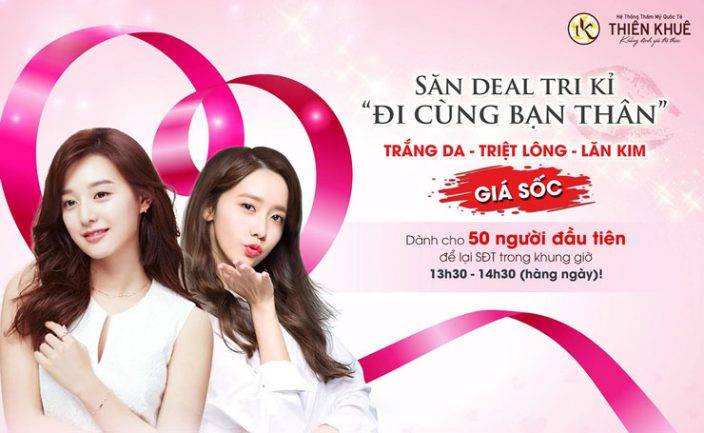 Hệ Thống Thẩm Mỹ Quốc Tế
THIÊN KHUÊ
SĂN DEAL TRI KỈ
“ĐI CÙNG BẠN THÂN”
TRẮNG DA - TRIỆT LÔNG - LĂN KIM
GIÁ SỐC
Dành cho 50 người đầu tiên
để lại SĐT trong khung giờ
13h30 - 14h30 (hàng ngày)!